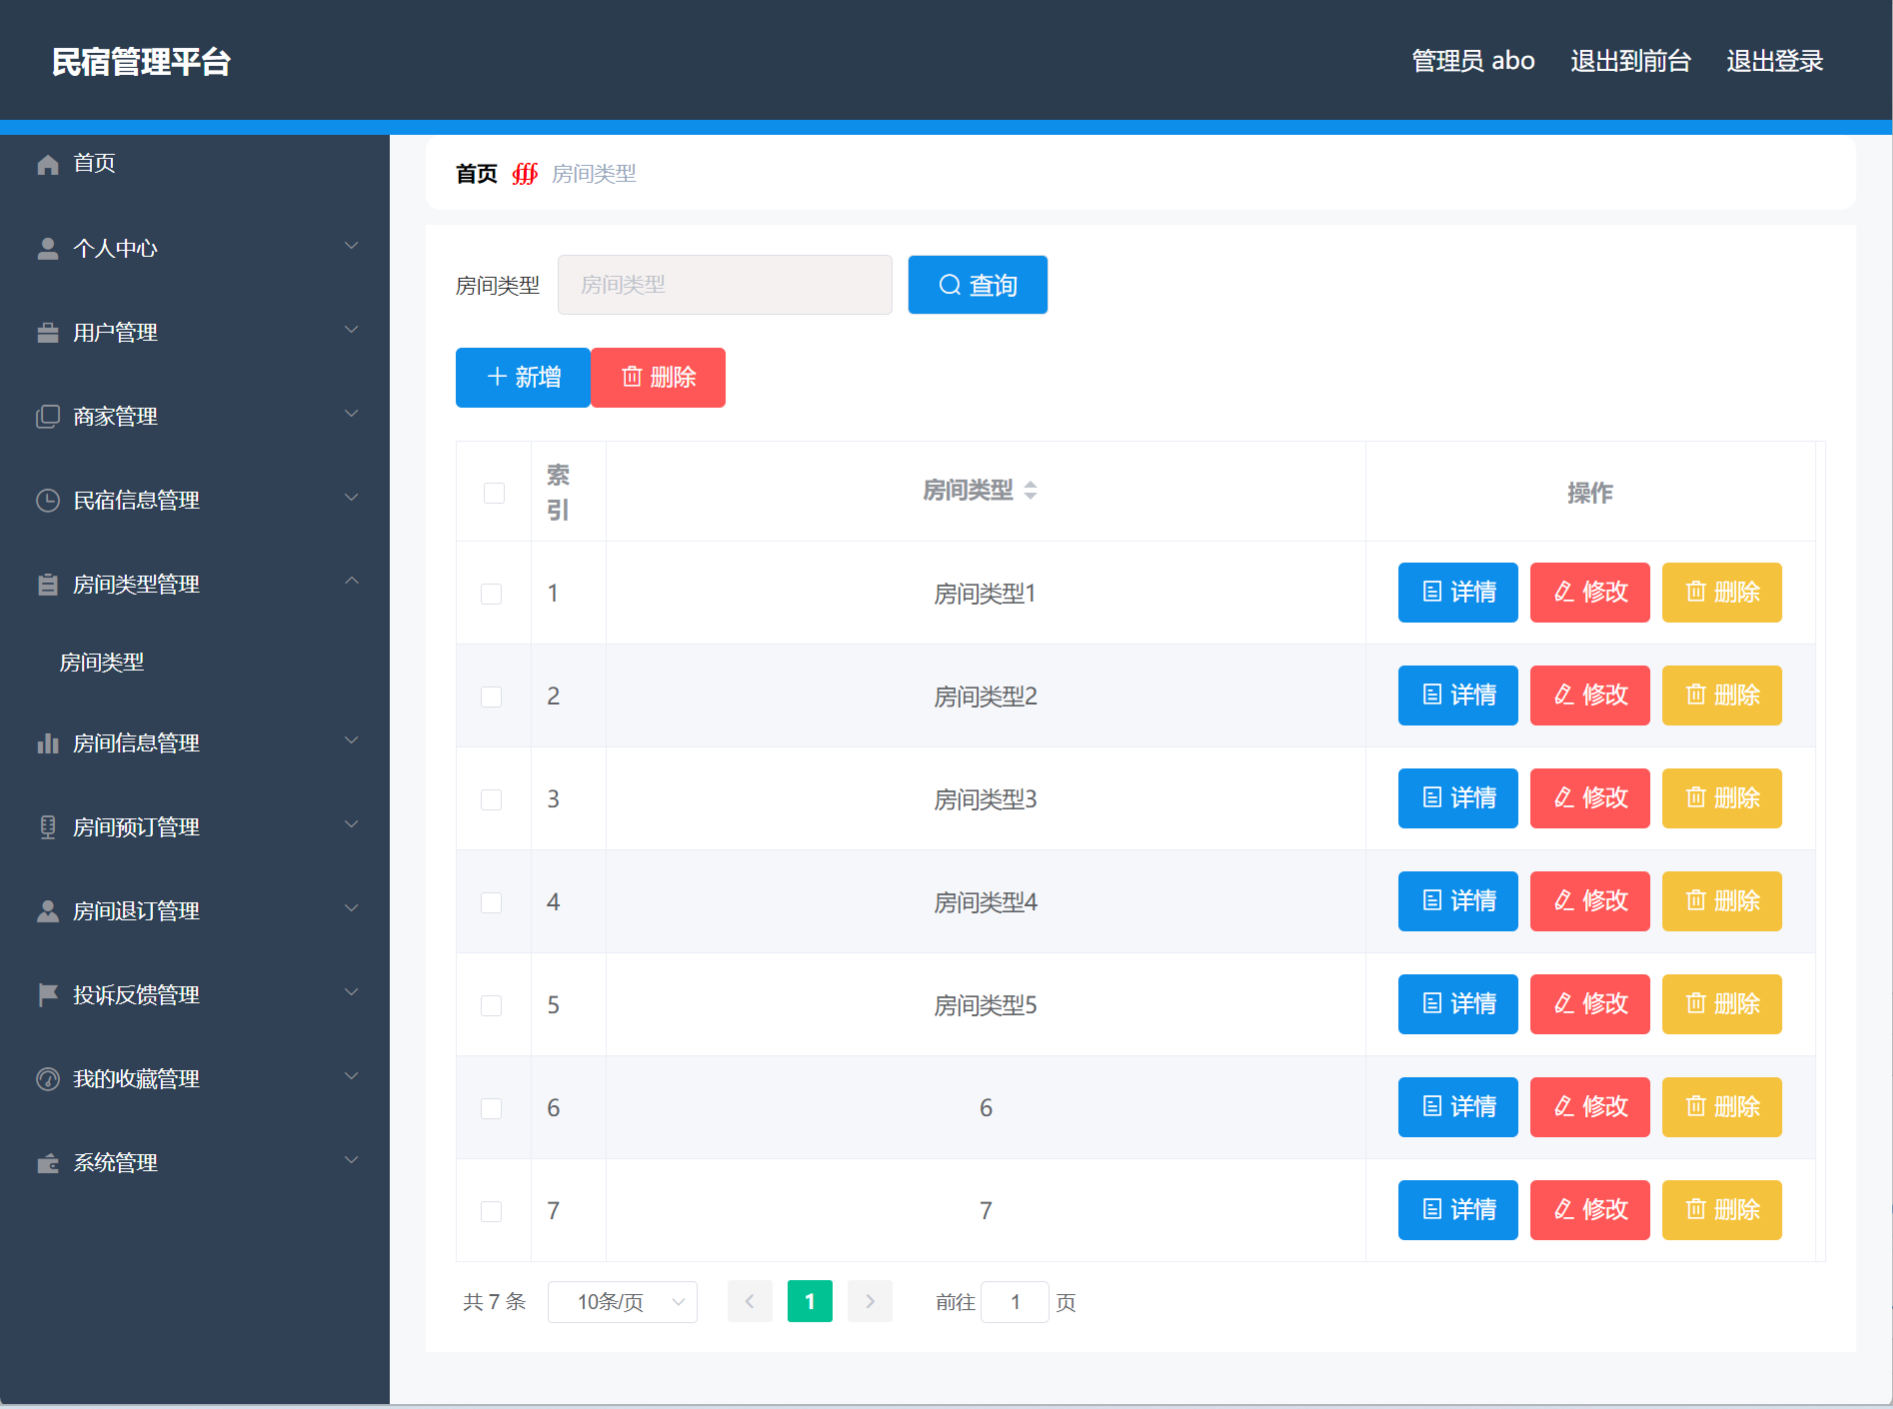 民宿管理平台
管理员 abo 退出到前台 退出登录
首页
个人中心
用户管理
商家管理
民宿信息管理
房间类型管理
房间类型
房间信息管理
房间预订管理
房间退订管理
投诉反馈管理
我的收藏管理
系统管理
首页 ∰ 房间类型
房间类型 房间类型 查询
新增 删除
索引 房间类型 操作
1 房间类型1 详情 修改 删除
2 房间类型2 详情 修改 删除
3 房间类型3 详情 修改 删除
4 房间类型4 详情 修改 删除
5 房间类型5 详情 修改 删除
6 6 详情 修改 删除
7 7 详情 修改 删除
共 7 条 10条/页 1 前往 1 页